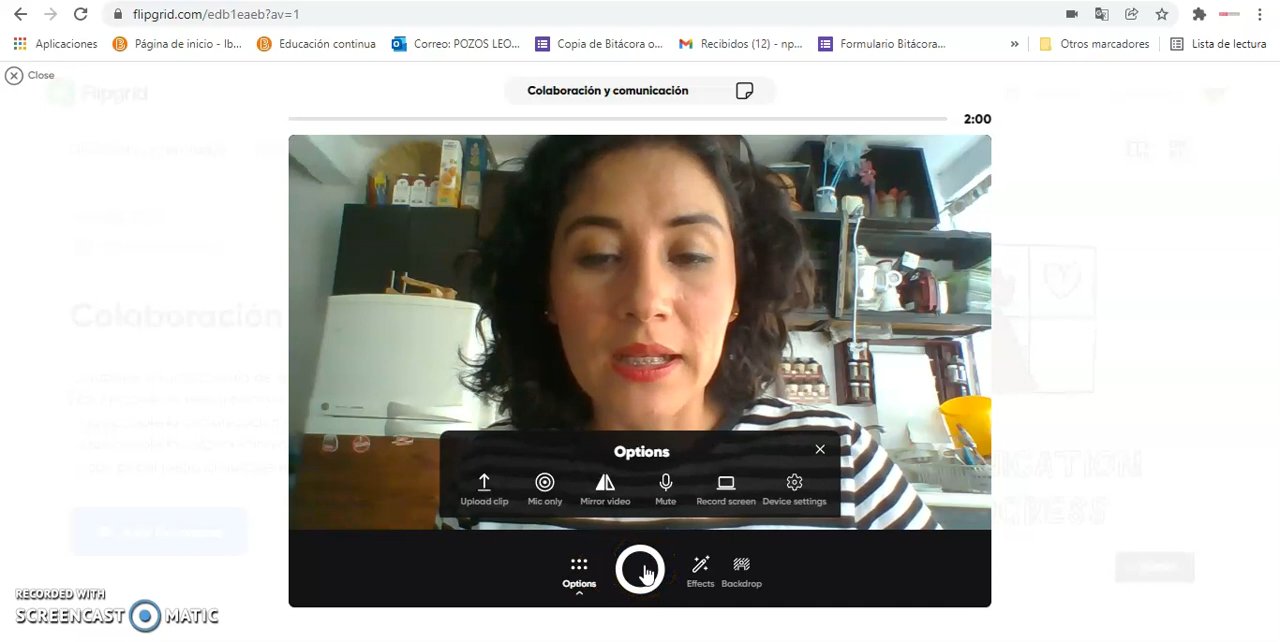 flipgrid.com/edb1eaeb?av=1
Aplicaciones
Página de inicio - Ib...
Educación continua
Correo: POZOS LEO...
Copia de Bitácora o...
Recibidos (12) - np...
Formulario Bitácora...
»
Otros marcadores
Lista de lectura
Close
Flipgrid
Colaboración y comunicación
2:00
Colaboración
Options
Upload clip
Mic only
Mirror video
Mute
Record screen
Device settings
Options
Effects
Backdrop
RECORDED WITH
SCREENCAST MATIC